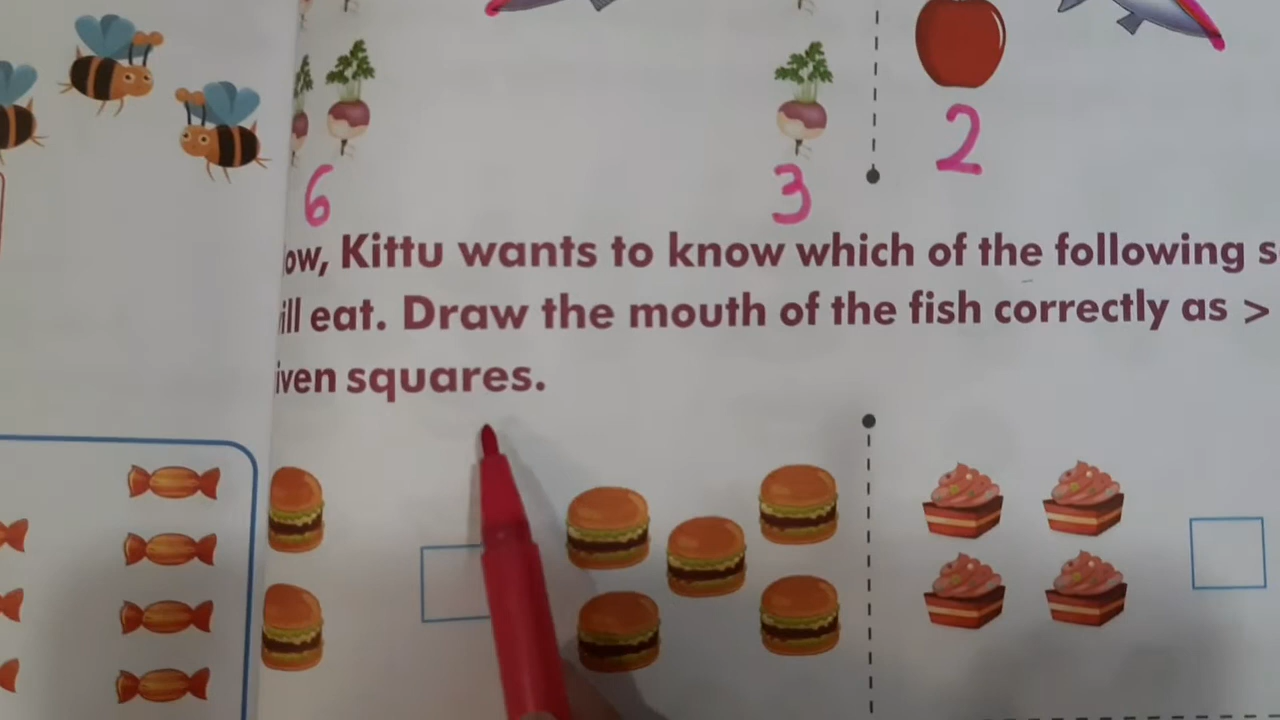 6 3 2
ow, Kittu wants to know which of the following s
ill eat. Draw the mouth of the fish correctly as >
iven squares.